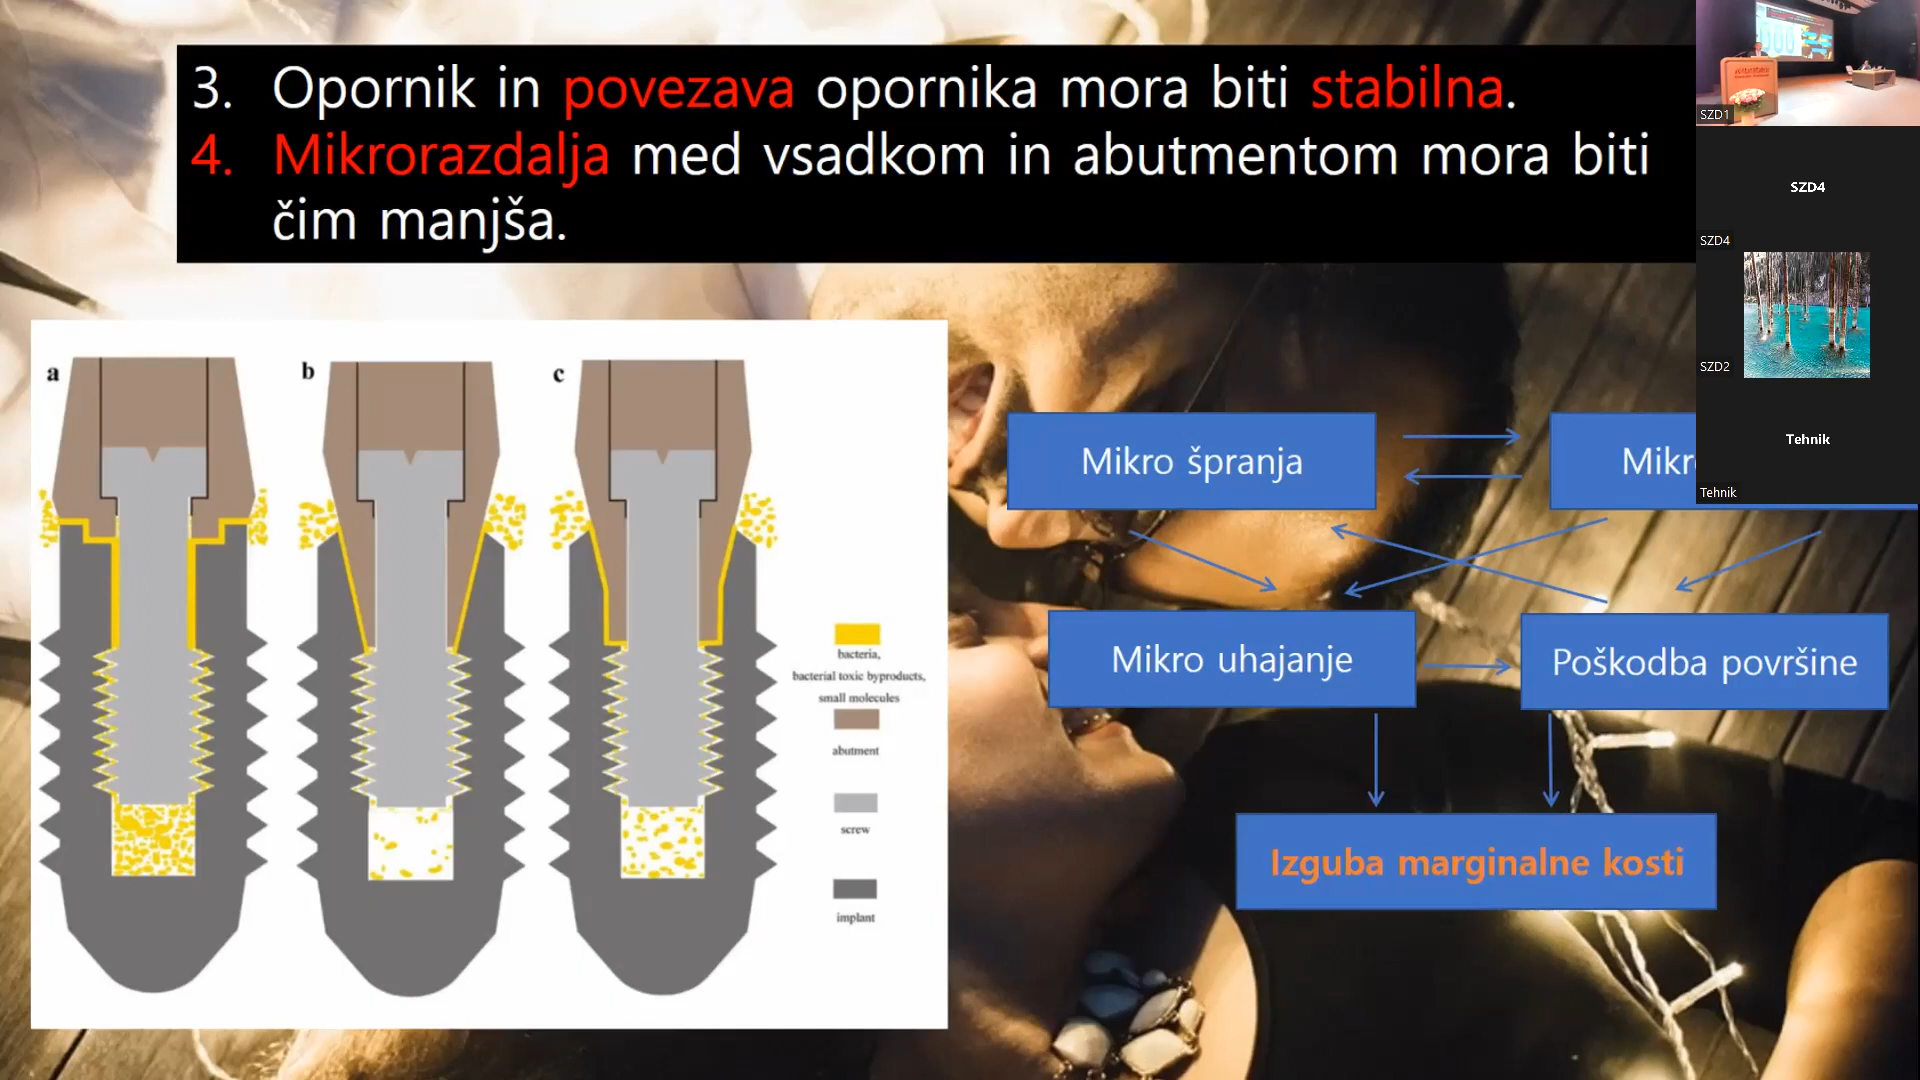 3. Opornik in povezava opornika mora biti stabilna.
4. Mikrorazdalja med vsadkom in abutmentom mora biti
čim manjša.
a
b
c
bacteria,
bacterial toxic byproducts,
small molecules
abutment
screw
implant
Mikro špranja
Mikr
Mikro uhajanje
Poškodba površine
Izguba marginalne kosti
SZD1
SZD4
SZD4
SZD2
Tehnik
Tehnik